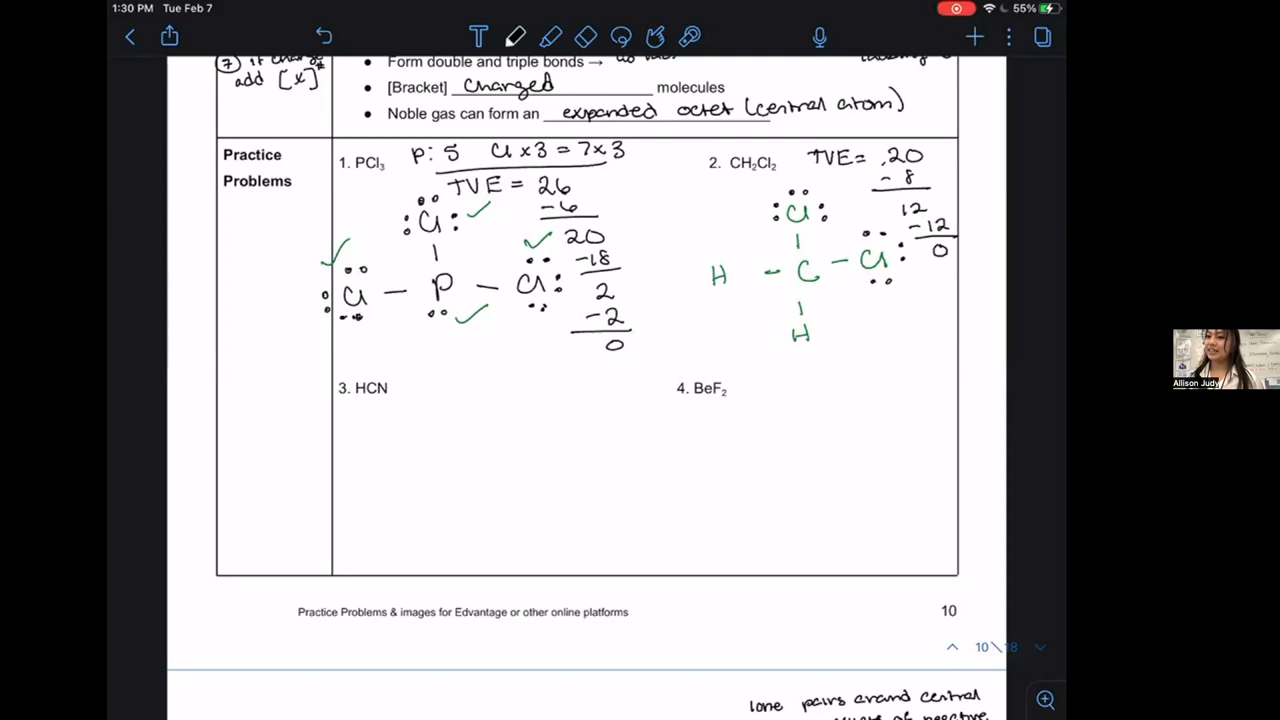 1:30 PM Tue Feb 7
55%
7 If charge
add [x]
Form double and triple bonds →
[Bracket] charged molecules
Noble gas can form an expanded octet (central atom)
Practice
Problems
1. PCl₃ P: 5 Cl x 3 = 7 x 3
TVE = 26
- 6
20
-18
2
-2
0
Cl
Cl — P — Cl
2. CH₂Cl₂ TVE = 20
- 8
12
- 12
0
Cl
H - C - Cl
H
3. HCN
4. BeF₂
Practice Problems & images for Edvantage or other online platforms
10
10\18
lone pairs around central
Allison Judy